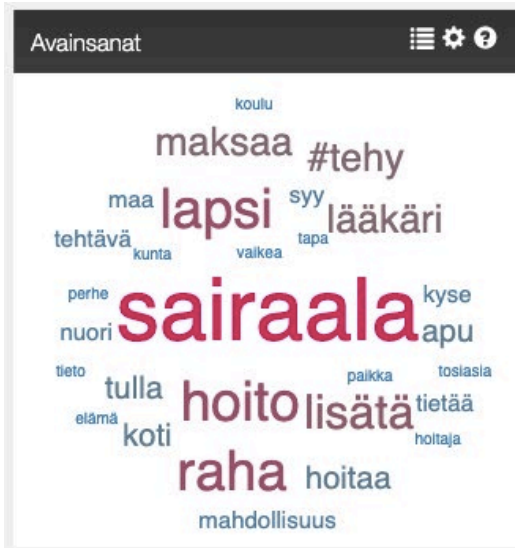 Avainsanat
koulu
maksaa #tehy
maa lapsi syy lääkäri
tehtävä kunta vaikea tapa
perhe sairaala kyse
nuori apu
tieto tulla hoito lisätä paikka tosiasia
elämä koti tietää
hoitaja
raha hoitaa
mahdollisuus